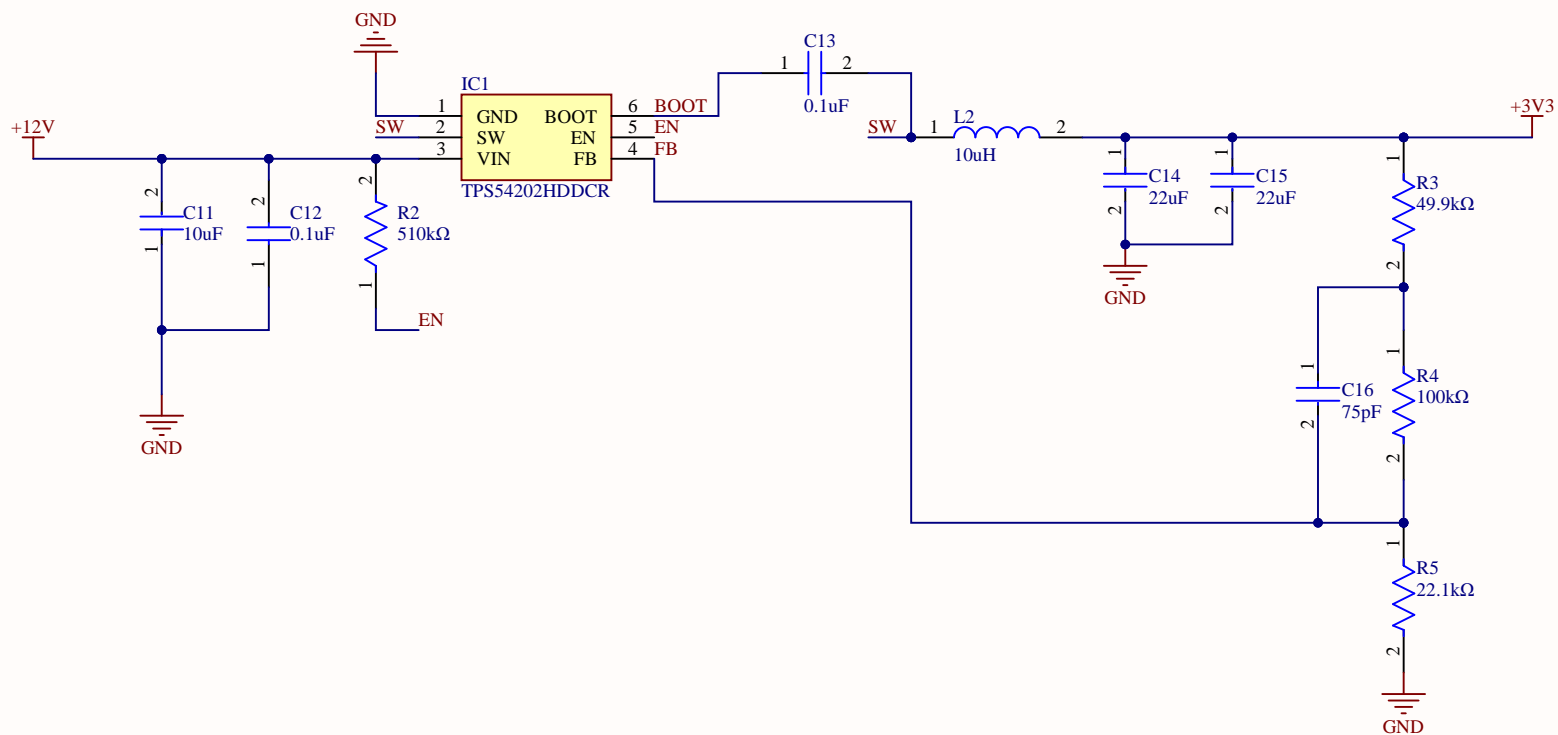 GND
C13
1
2
0.1uF
IC1
1
GND
BOOT
6
BOOT
SW
2
SW
EN
5
EN
3
VIN
FB
4
FB
TPS54202HDDCR
+12V
SW
1
L2
2
10uH
+3V3
2
C11
10uF
1
2
C12
0.1uF
1
2
R2
510kΩ
1
EN
GND
1
C14
22uF
2
1
C15
22uF
2
GND
1
R3
49.9kΩ
2
1
C16
75pF
2
1
R4
100kΩ
2
1
R5
22.1kΩ
2
GND